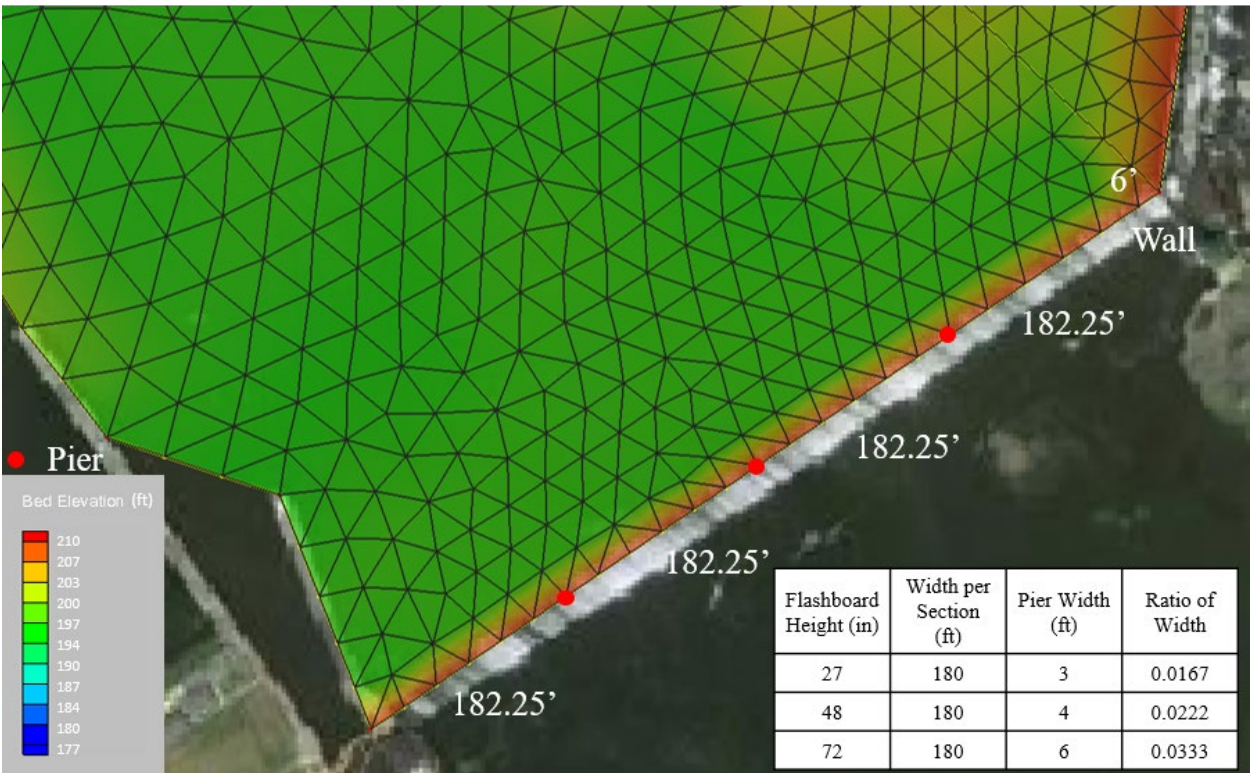 6’
Wall
182.25’
182.25’
182.25’
182.25’
Pier
Bed Elevation (ft)
210
207
203
200
197
194
190
187
184
180
177
Flashboard Height (in) Width per Section (ft) Pier Width (ft) Ratio of Width
27 180 3 0.0167
48 180 4 0.0222
72 180 6 0.0333